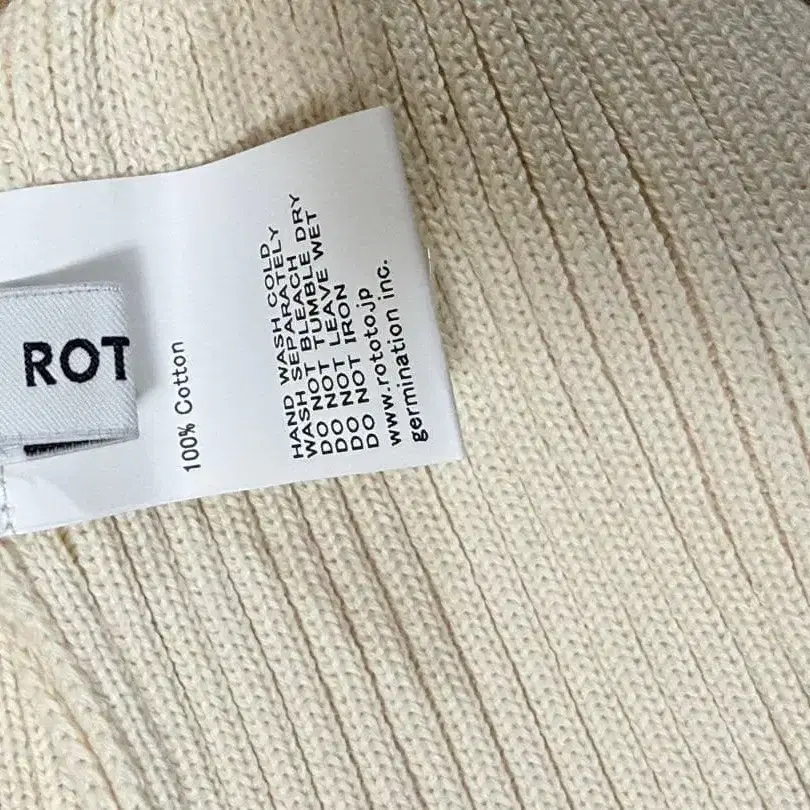 ROT
100% Cotton
HAND WASH COLD
WASH SEPARATELY
DO NOT BLEACH
DO NOT TUMBLE DRY
DO NOT LEAVE WET
DO NOT IRON
www.rototo.jp
germination inc.